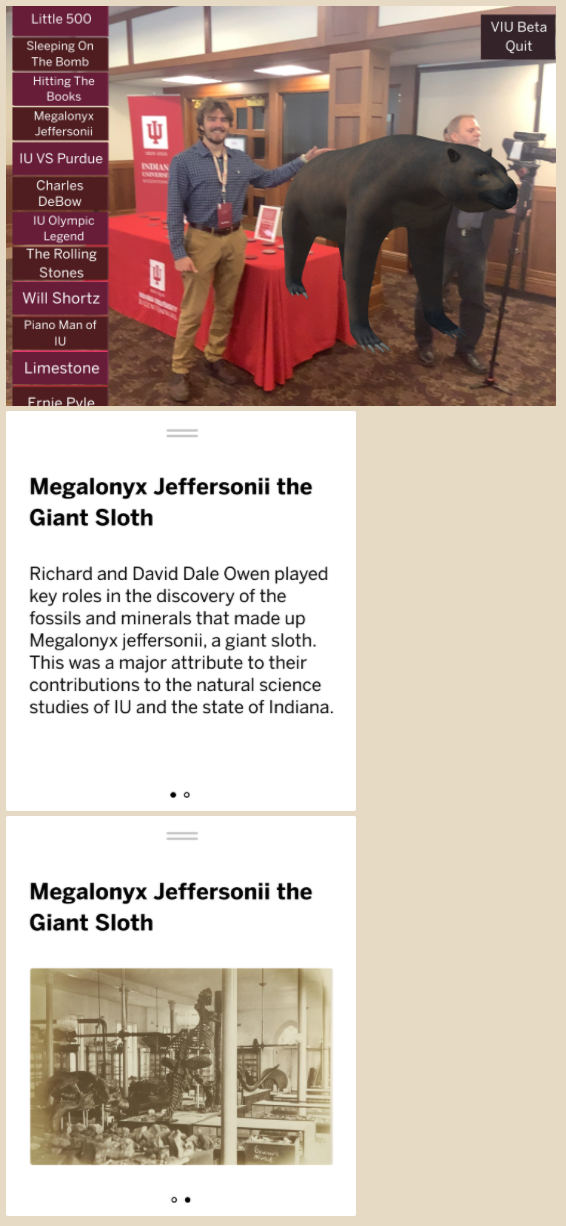 Little 500
Sleeping On
The Bomb
Hitting The
Books
Megalonyx
Jeffersonii
IU VS Purdue
Charles
DeBow
IU Olympic
Legend
The Rolling
Stones
Will Shortz
Piano Man of
IU
Limestone
Ernie Pyle
VIU Beta
Quit
INDIANA
UNIVERSITY
Megalonyx Jeffersonii the
Giant Sloth
Richard and David Dale Owen played
key roles in the discovery of the
fossils and minerals that made up
Megalonyx jeffersonii, a giant sloth.
This was a major attribute to their
contributions to the natural science
studies of IU and the state of Indiana.
Megalonyx Jeffersonii the
Giant Sloth